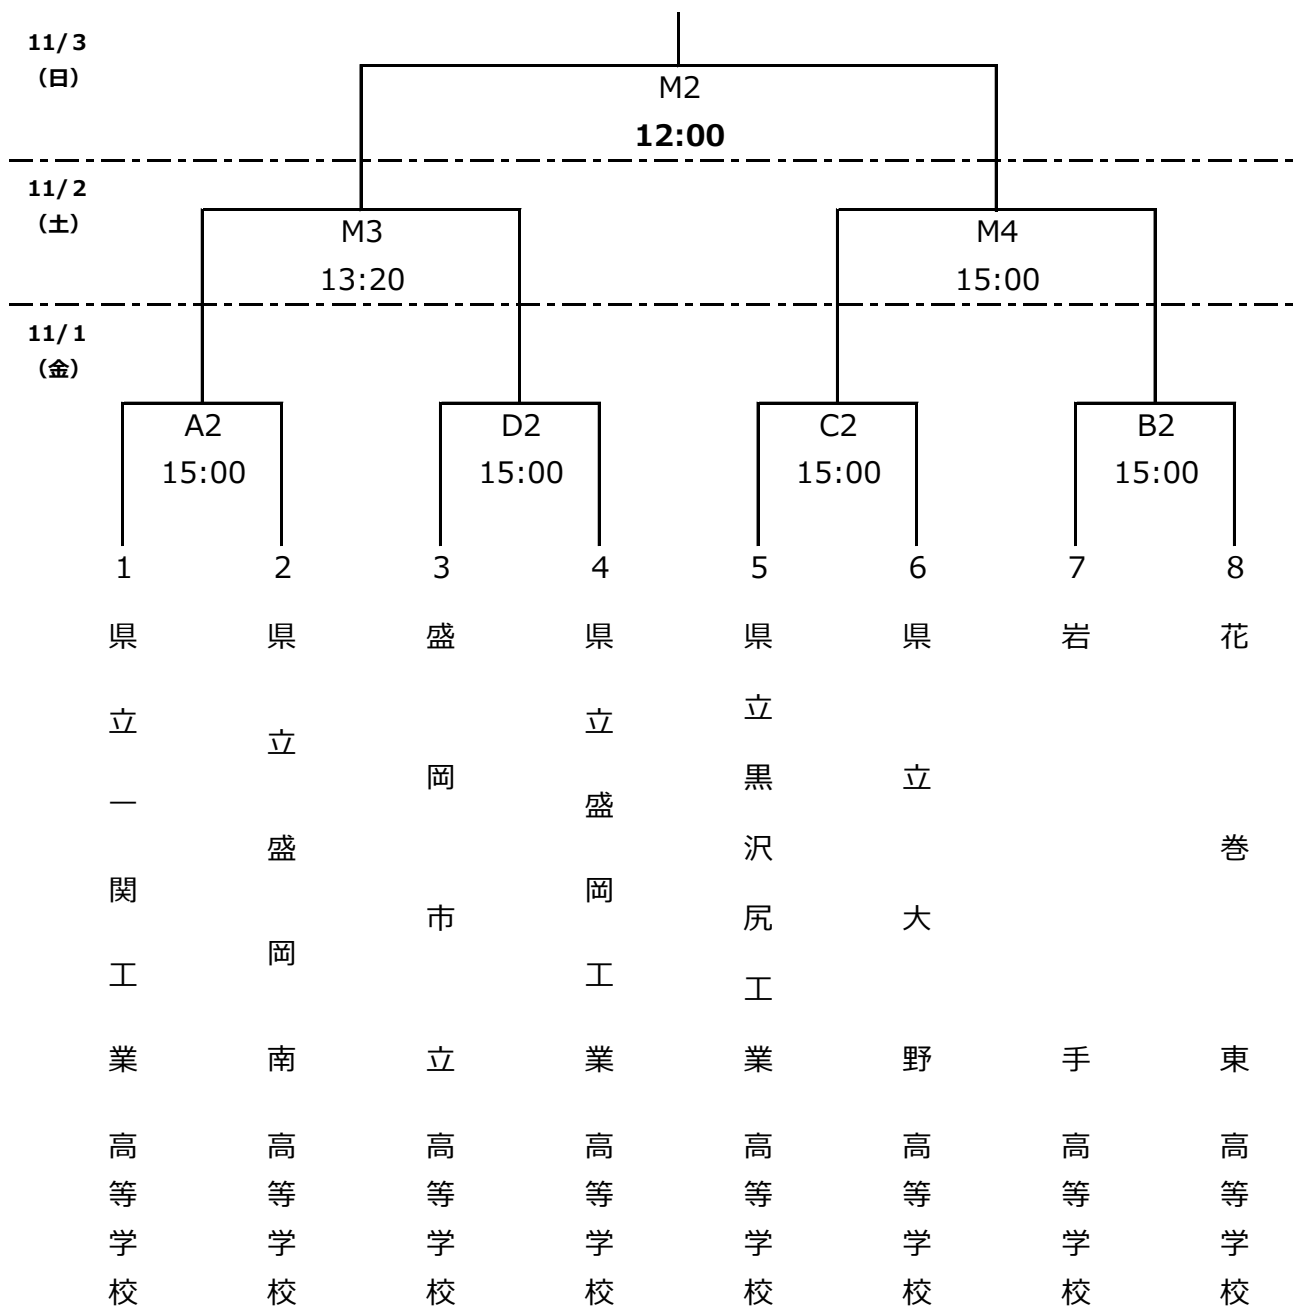 11/3
（日）
M2
12:00
11/2
（土）
M3
13:20
M4
15:00
11/1
（金）
A2
15:00
D2
15:00
C2
15:00
B2
15:00
1
県立一関工業高等学校
2
県立盛岡南高等学校
3
盛岡市立高等学校
4
県立盛岡工業高等学校
5
県立黒沢尻工業高等学校
6
県立大野高等学校
7
岩手高等学校
8
花巻東高等学校